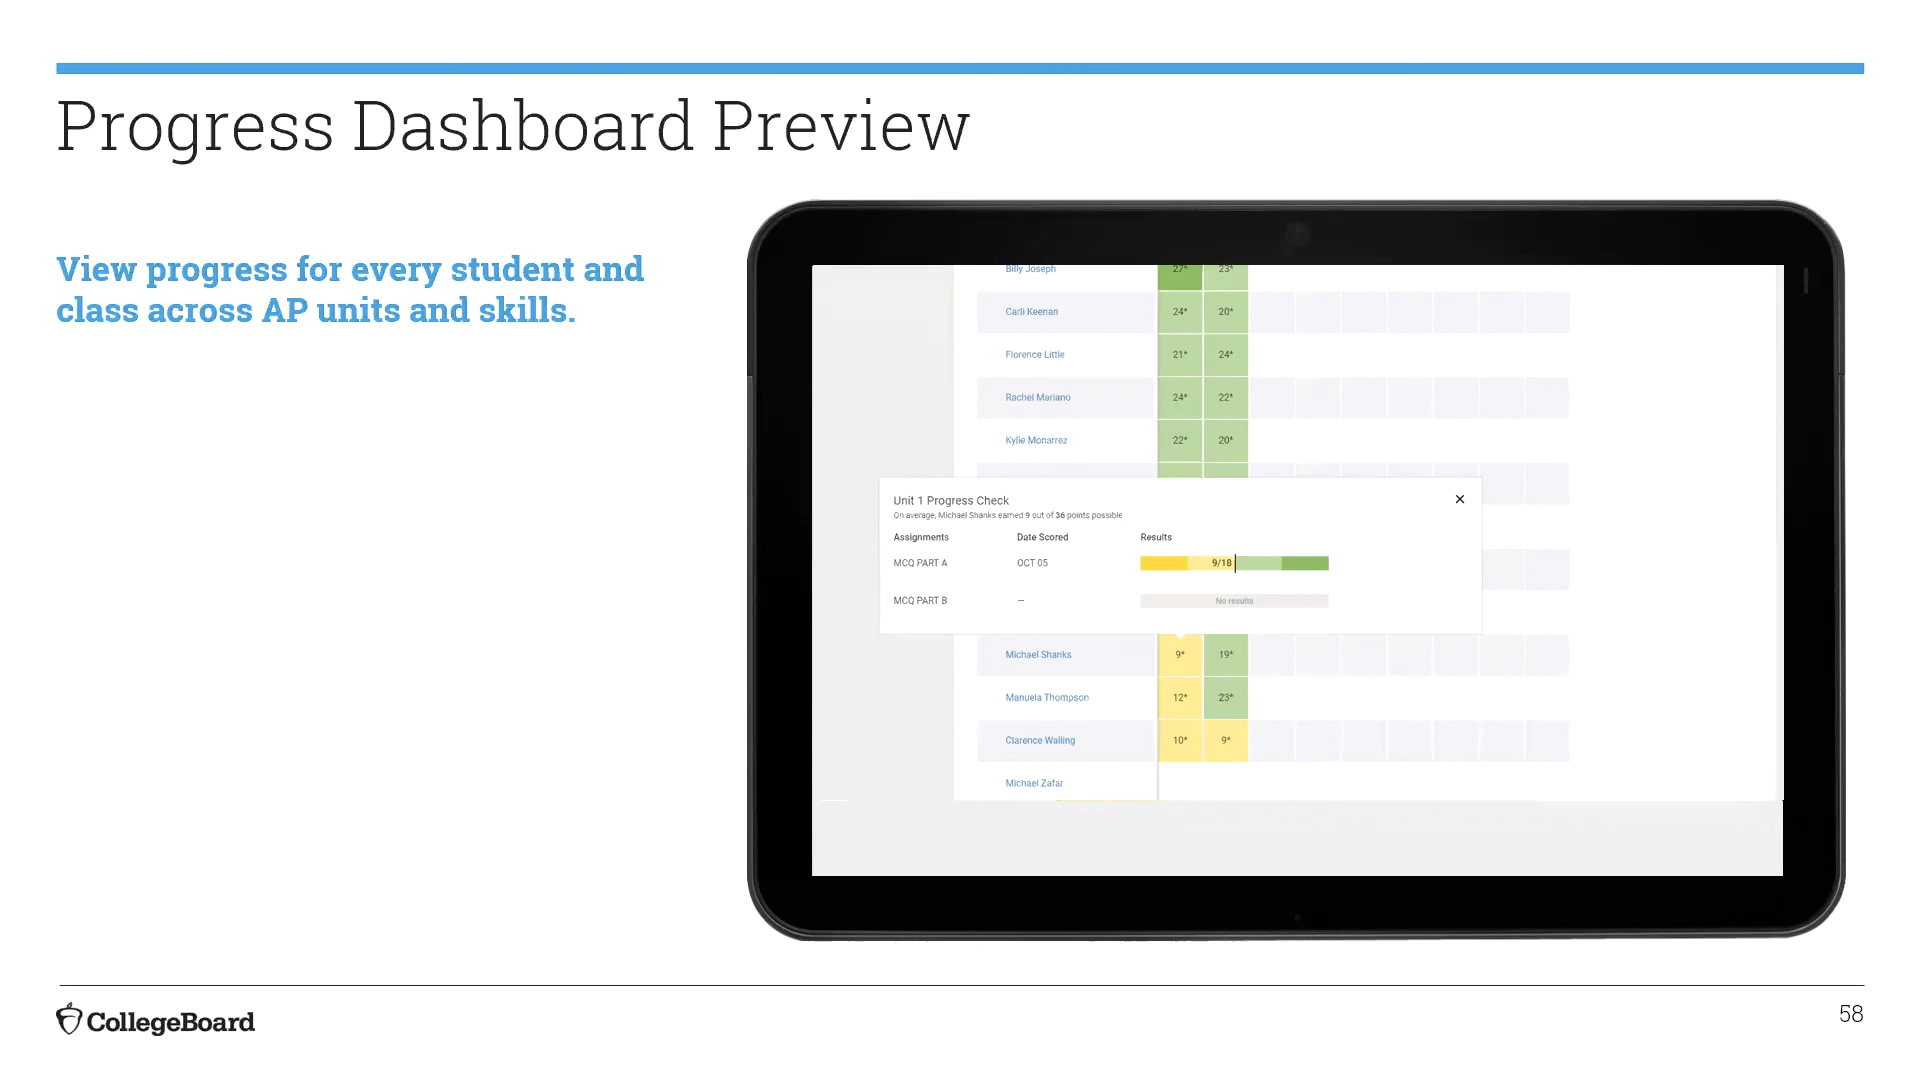 Progress Dashboard Preview
View progress for every student and
class across AP units and skills.
Billy Joseph 27* 23*
Carli Keenan 24* 20*
Florence Little 21* 24*
Rachel Mariano 24* 22*
Kylie Monarrez 22* 20*
Unit 1 Progress Check ×
On average, Michael Shanks earned 9 out of 36 points possible
Assignments Date Scored Results
MCQ PART A OCT 05 9/18
MCQ PART B — No results
Michael Shanks 9* 19*
Manuela Thompson 12* 23*
Clarence Walling 10* 9*
Michael Zafar
CollegeBoard
58